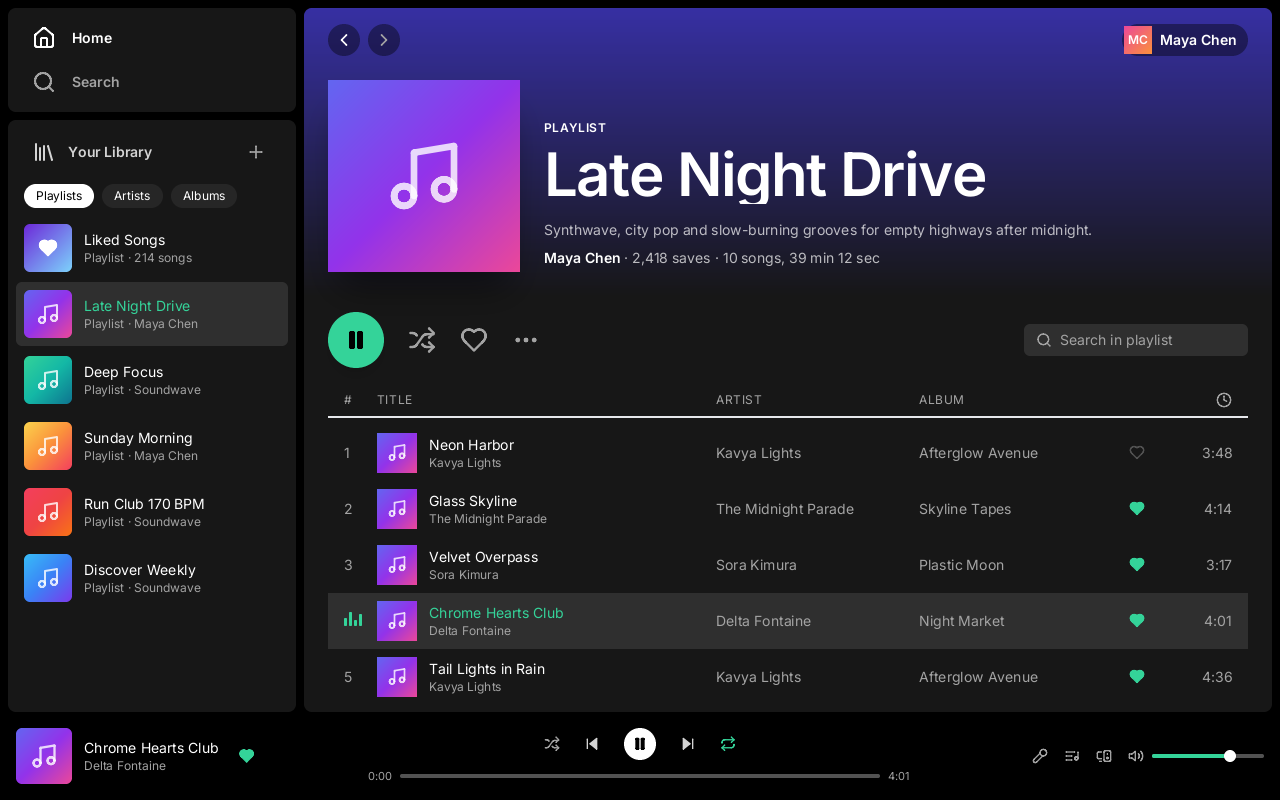 Home
Search
Your Library
Playlists Artists Albums
Liked Songs
Playlist · 214 songs
Late Night Drive
Playlist · Maya Chen
Deep Focus
Playlist · Soundwave
Sunday Morning
Playlist · Maya Chen
Run Club 170 BPM
Playlist · Soundwave
Discover Weekly
Playlist · Soundwave
MC Maya Chen
PLAYLIST
Late Night Drive
Synthwave, city pop and slow-burning grooves for empty highways after midnight.
Maya Chen · 2,418 saves · 10 songs, 39 min 12 sec
Search in playlist
# TITLE ARTIST ALBUM
1 Neon Harbor Kavya Lights Afterglow Avenue 3:48
Kavya Lights
2 Glass Skyline The Midnight Parade Skyline Tapes 4:14
The Midnight Parade
3 Velvet Overpass Sora Kimura Plastic Moon 3:17
Sora Kimura
Chrome Hearts Club Delta Fontaine Night Market 4:01
Delta Fontaine
5 Tail Lights in Rain Kavya Lights Afterglow Avenue 4:36
Kavya Lights
Chrome Hearts Club
Delta Fontaine
0:00 4:01